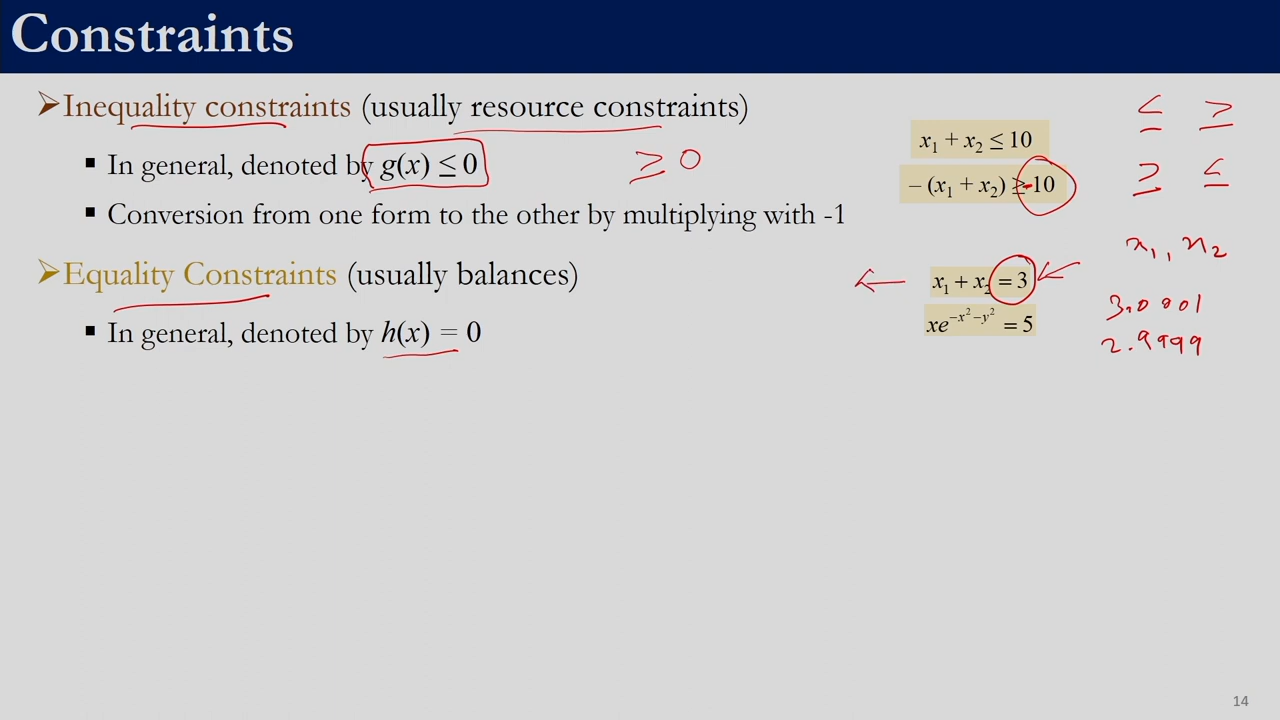 Constraints
➢Inequality constraints (usually resource constraints)
≤ ≥
x₁ + x₂ ≤ 10
▪ In general, denoted by g(x) ≤ 0
≥ 0
– (x₁ + x₂) ≥ -10
≥ ≤
▪ Conversion from one form to the other by multiplying with -1
x₁, x₂
➢Equality Constraints (usually balances)
x₁ + x₂ = 3
3.0001
▪ In general, denoted by h(x) = 0
xe^(-x²-y²) = 5
2.9999
14